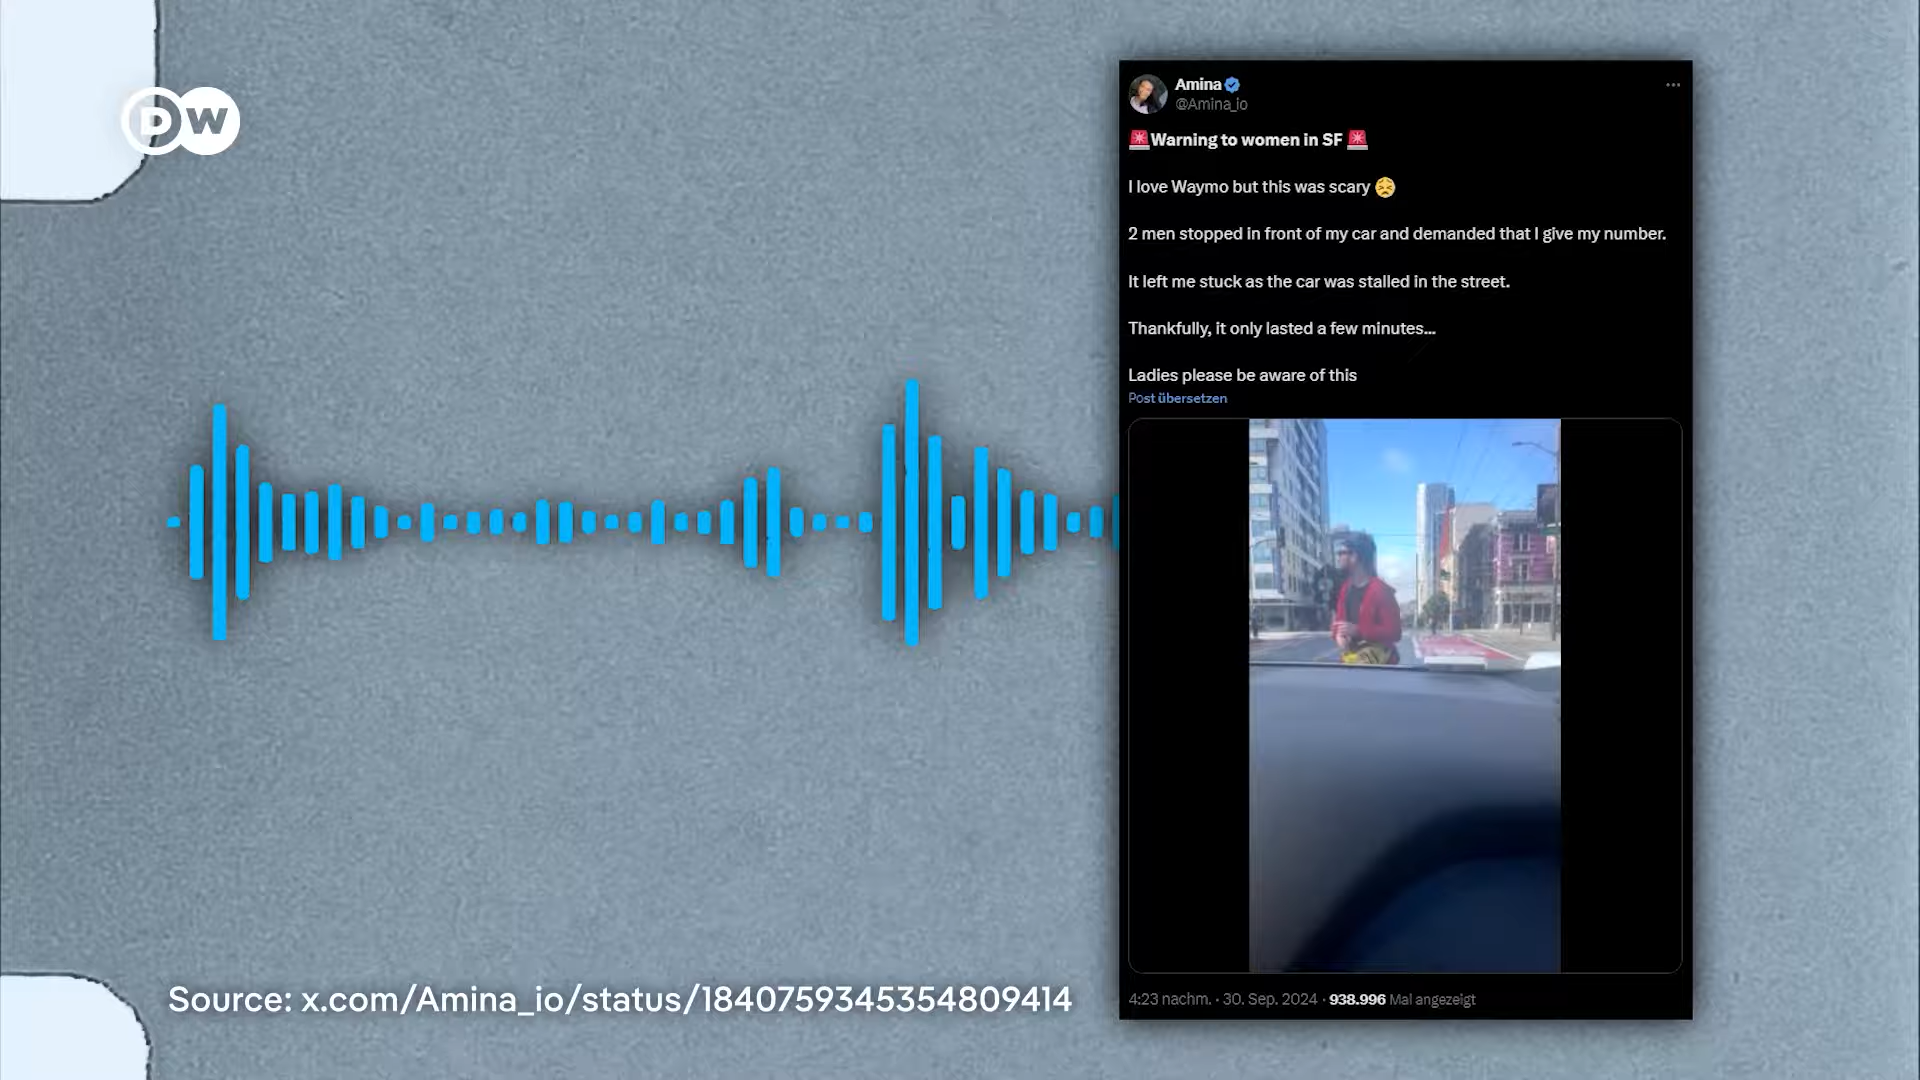 DW
Amina
@Amina_io
Warning to women in SF
I love Waymo but this was scary
2 men stopped in front of my car and demanded that I give my number.
It left me stuck as the car was stalled in the street.
Thankfully, it only lasted a few minutes...
Ladies please be aware of this
Post übersetzen
4:23 nachm. · 30. Sep. 2024 · 938.996 Mal angezeigt
Source: x.com/Amina_io/status/1840759345354809414